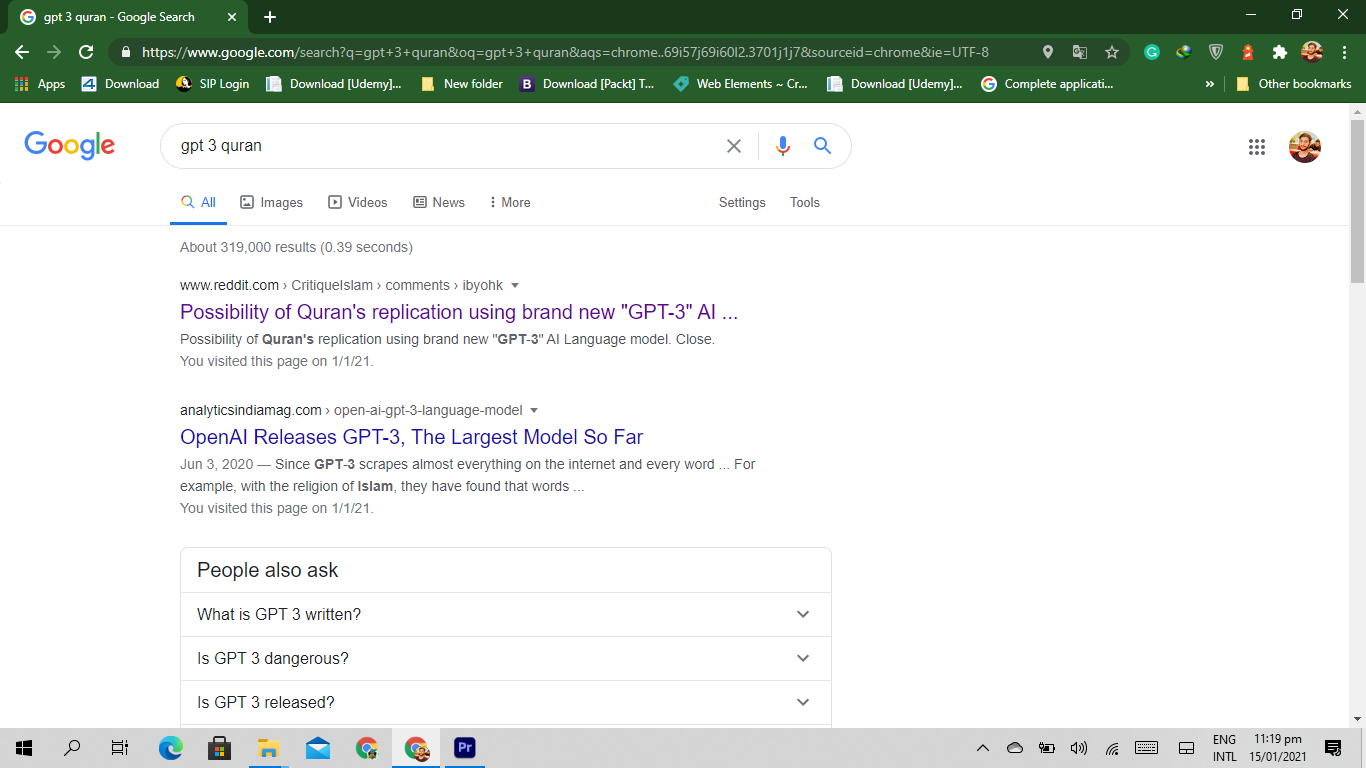 gpt 3 quran - Google Search
https://www.google.com/search?q=gpt+3+quran&oq=gpt+3+quran&aqs=chrome..69i57j69i60l2.3701j1j7&sourceid=chrome&ie=UTF-8
Apps Download SIP Login Download [Udemy]... New folder Download [Packt] T... Web Elements ~ Cr... Download [Udemy]... Complete applicati... » Other bookmarks
Google gpt 3 quran
All Images Videos News More Settings Tools
About 319,000 results (0.39 seconds)
www.reddit.com › CritiqueIslam › comments › ibyohk
Possibility of Quran's replication using brand new "GPT-3" AI ...
Possibility of Quran's replication using brand new "GPT-3" AI Language model. Close.
You visited this page on 1/1/21.
analyticsindiamag.com › open-ai-gpt-3-language-model
OpenAI Releases GPT-3, The Largest Model So Far
Jun 3, 2020 — Since GPT-3 scrapes almost everything on the internet and every word ... For
example, with the religion of Islam, they have found that words ...
You visited this page on 1/1/21.
People also ask
What is GPT 3 written?
Is GPT 3 dangerous?
Is GPT 3 released?
Pr
ENG 11:19 pm
INTL 15/01/2021